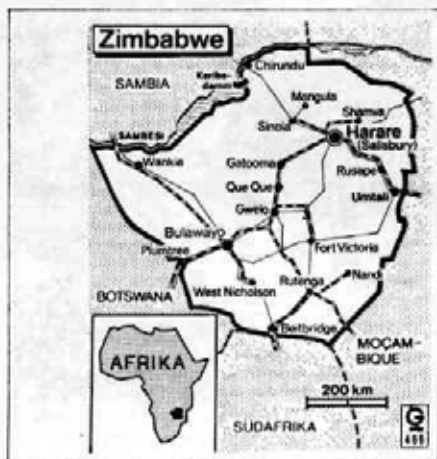 Zimbabwe
SAMBIA
Chirundu
Kariba-
damm
Mangula
Shamva
Sinoia
Harare
(Salisbury)
SAMBESI
Wankie
Gatooma
Rusape
Que Que
Umtali
Gwelo
Bulawayo
Plumtree
Fort Victoria
BOTSWANA
West Nicholson
Rutenga
Nandi
Beitbridge
MOÇAM-
BIQUE
AFRIKA
200 km
SÜDAFRIKA
G